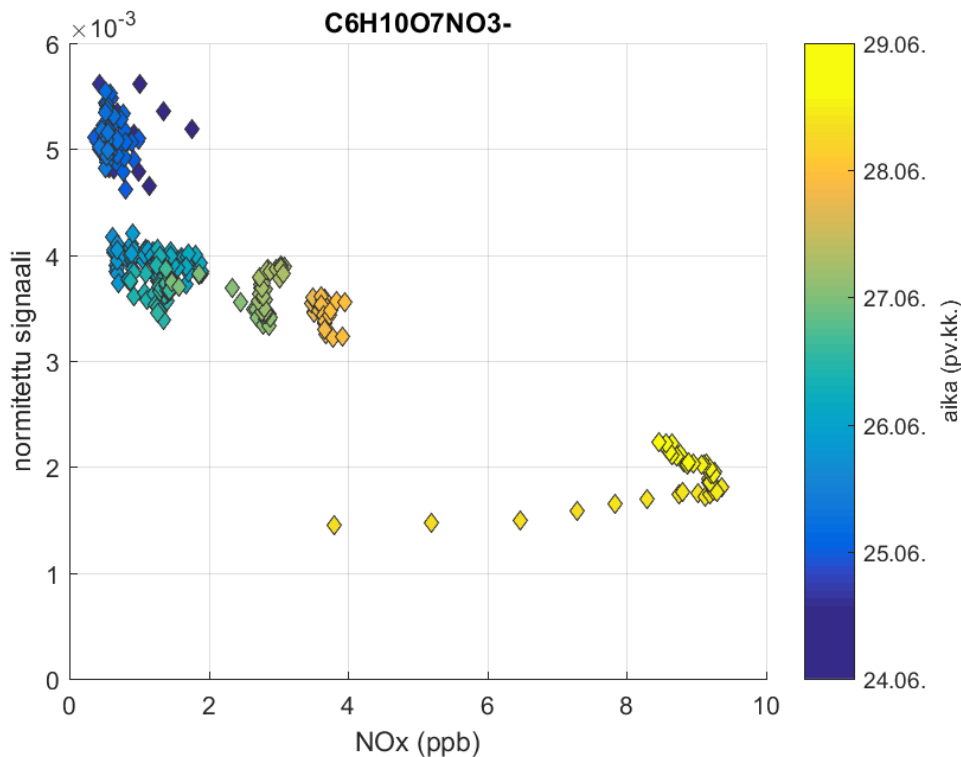 C6H10O7NO3-
×10⁻³
6
5
4
3
2
1
0
normitettu signaali
0 2 4 6 8 10
NOx (ppb)
29.06.
28.06.
27.06.
26.06.
25.06.
24.06.
aika (pv.kk.)